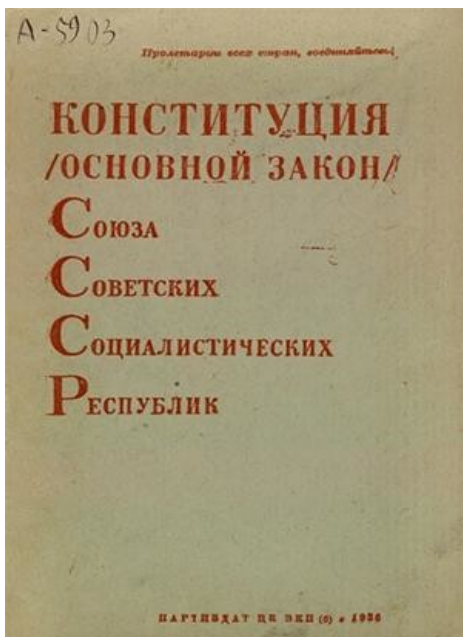 А-5903
Пролетарии всех стран, соединяйтесь!
КОНСТИТУЦИЯ
/ОСНОВНОЙ ЗАКОН/
СОЮЗА
СОВЕТСКИХ
СОЦИАЛИСТИЧЕСКИХ
РЕСПУБЛИК
ПАРТИЗДАТ ЦК ВКП(б) • 1936